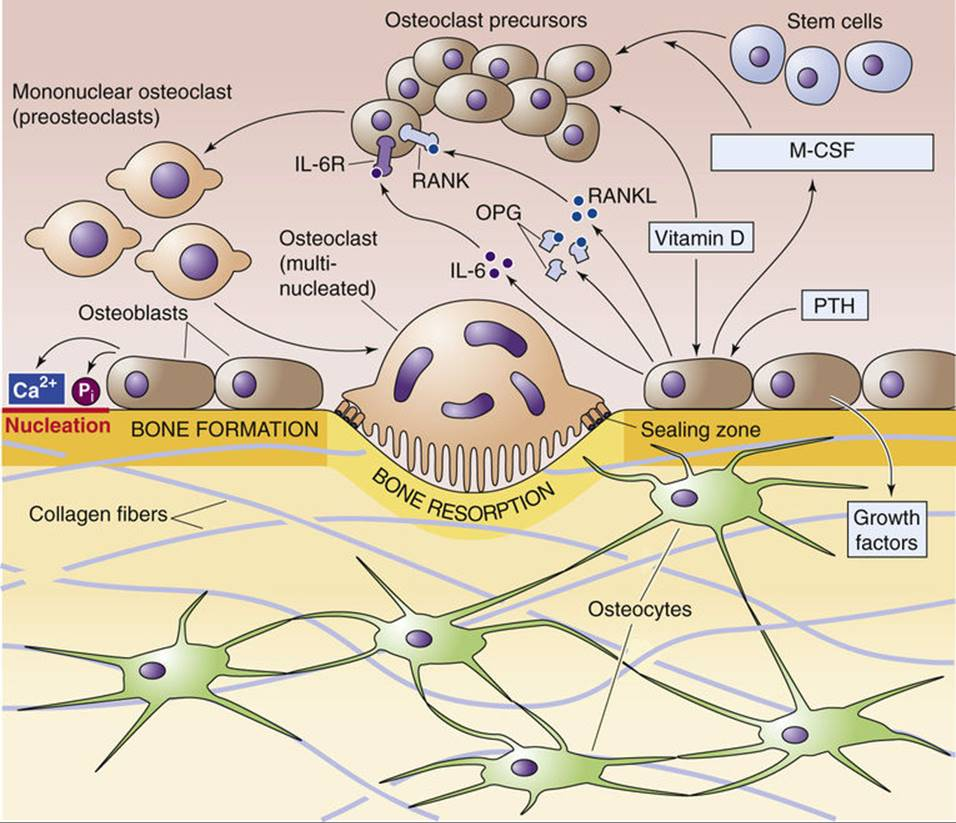 Osteoclast precursors
Stem cells
Mononuclear osteoclast
(preosteoclasts)
M-CSF
IL-6R
RANK
RANKL
OPG
Vitamin D
Osteoclast
(multi-
nucleated)
IL-6
PTH
Osteoblasts
Ca2+
Pi
Nucleation
BONE FORMATION
Sealing zone
BONE RESORPTION
Collagen fibers
Growth
factors
Osteocytes